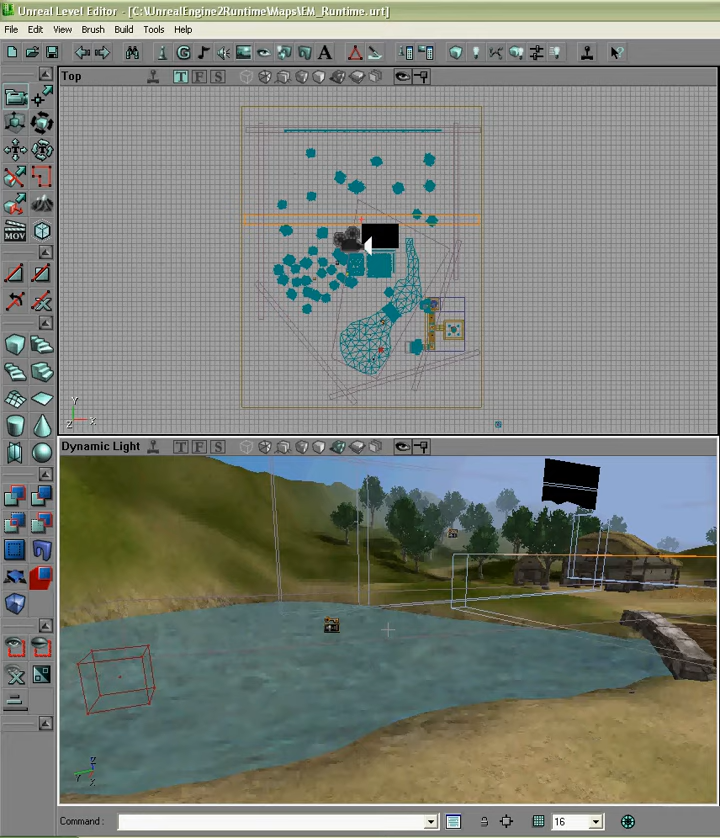 Unreal Level Editor - [C:\UnrealEngine2Runtime\Maps\EM_Runtime.urt]
File Edit View Brush Build Tools Help
Top
T F S
MOV
Y
Z X
Dynamic Light
T F S
Z
Y
X
Command :
16